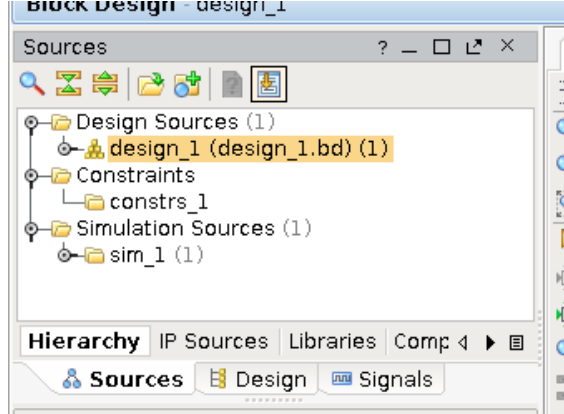 Block Design - design_1
Sources ? _ □ ×
Design Sources (1)
design_1 (design_1.bd) (1)
Constraints
constrs_1
Simulation Sources (1)
sim_1 (1)
Hierarchy IP Sources Libraries Comp
Sources Design Signals